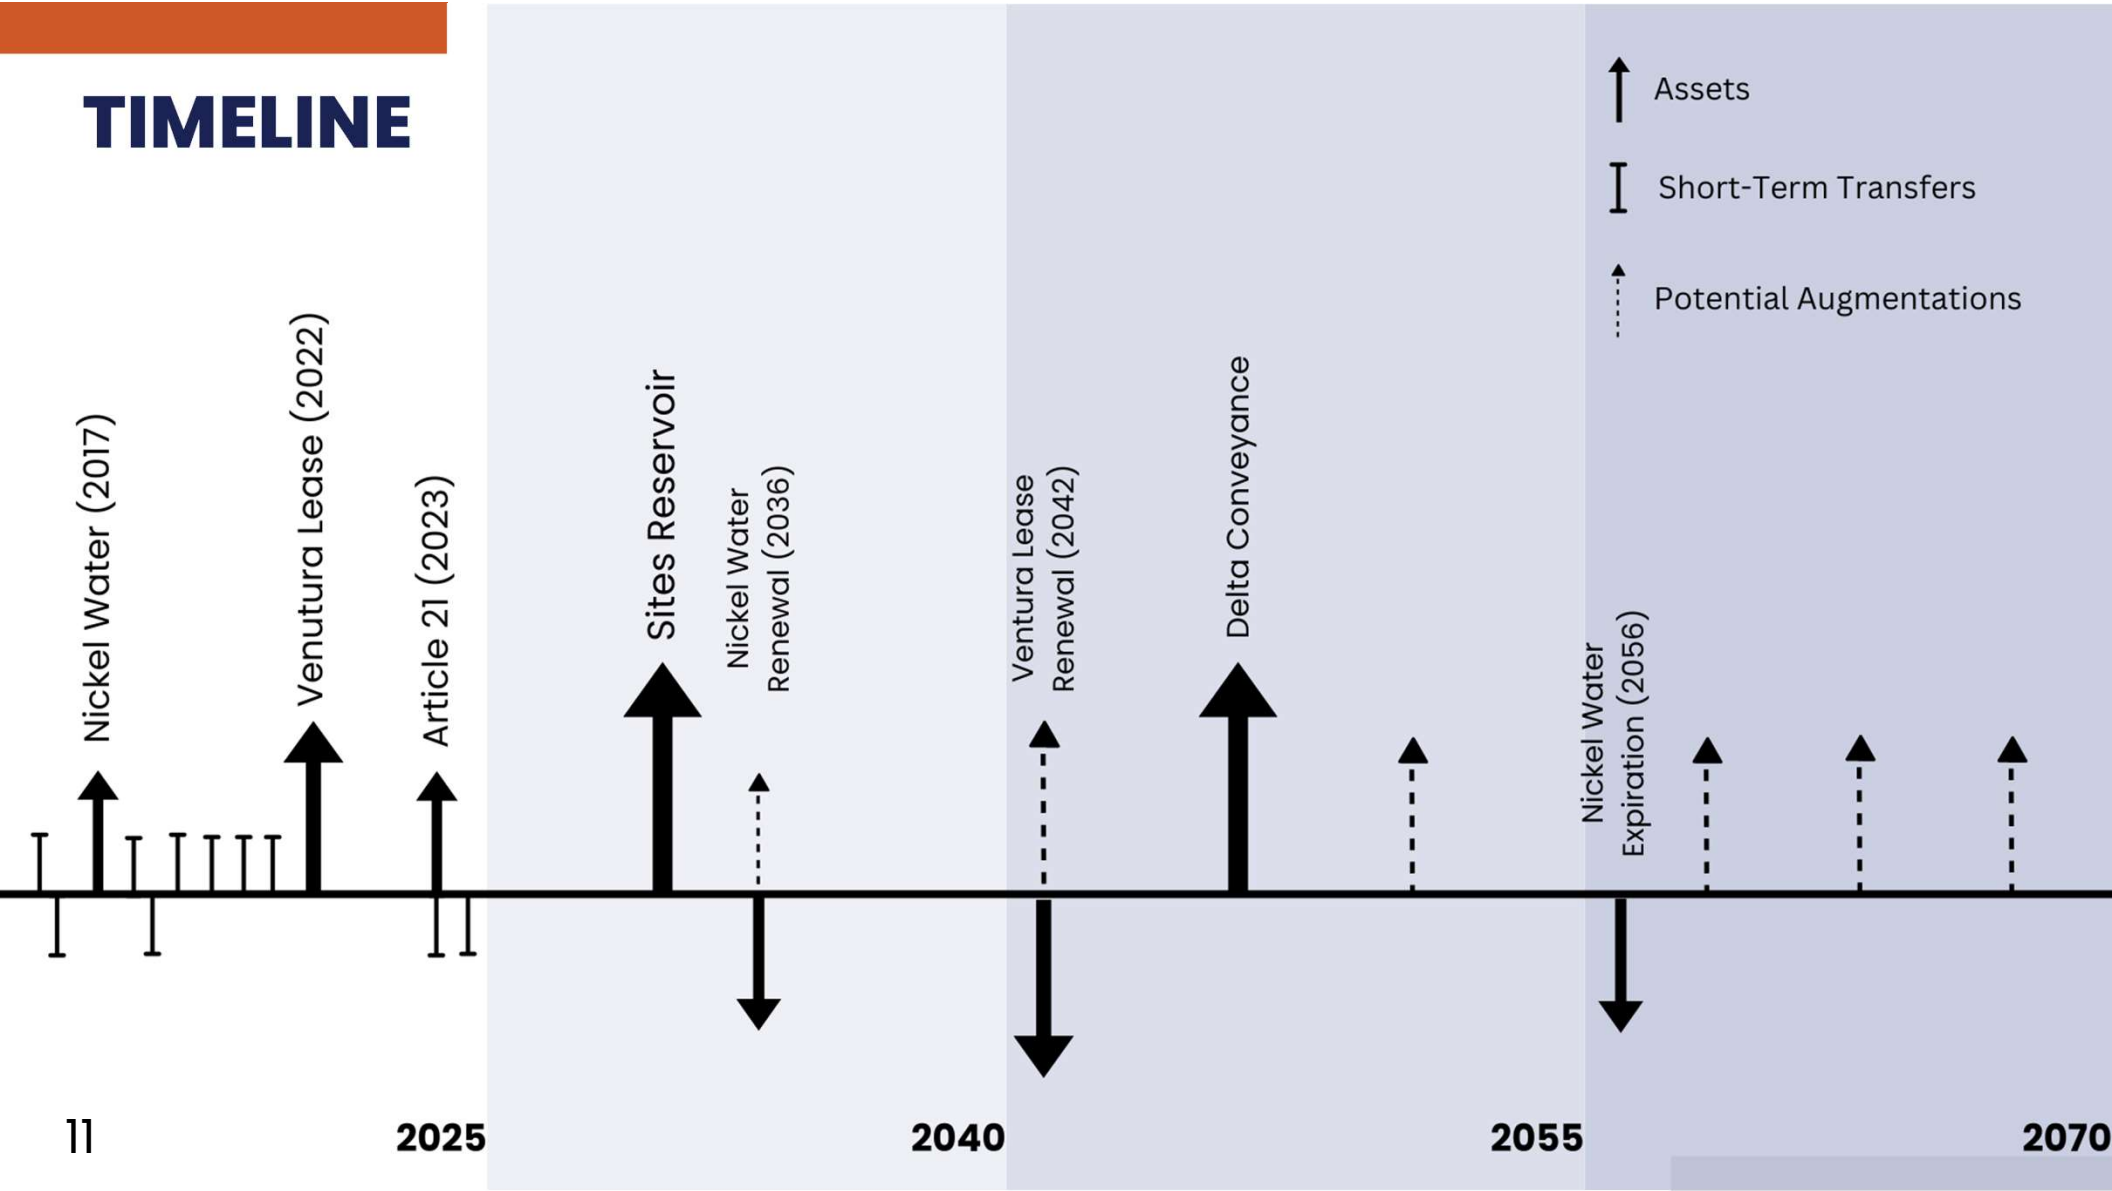 TIMELINE
Assets
Short-Term Transfers
Potential Augmentations
Nickel Water (2017)
Venutura Lease (2022)
Article 21 (2023)
Sites Reservoir
Nickel Water
Renewal (2036)
Ventura Lease
Renewal (2042)
Delta Conveyance
Nickel Water
Expiration (2056)
11
2025
2040
2055
2070